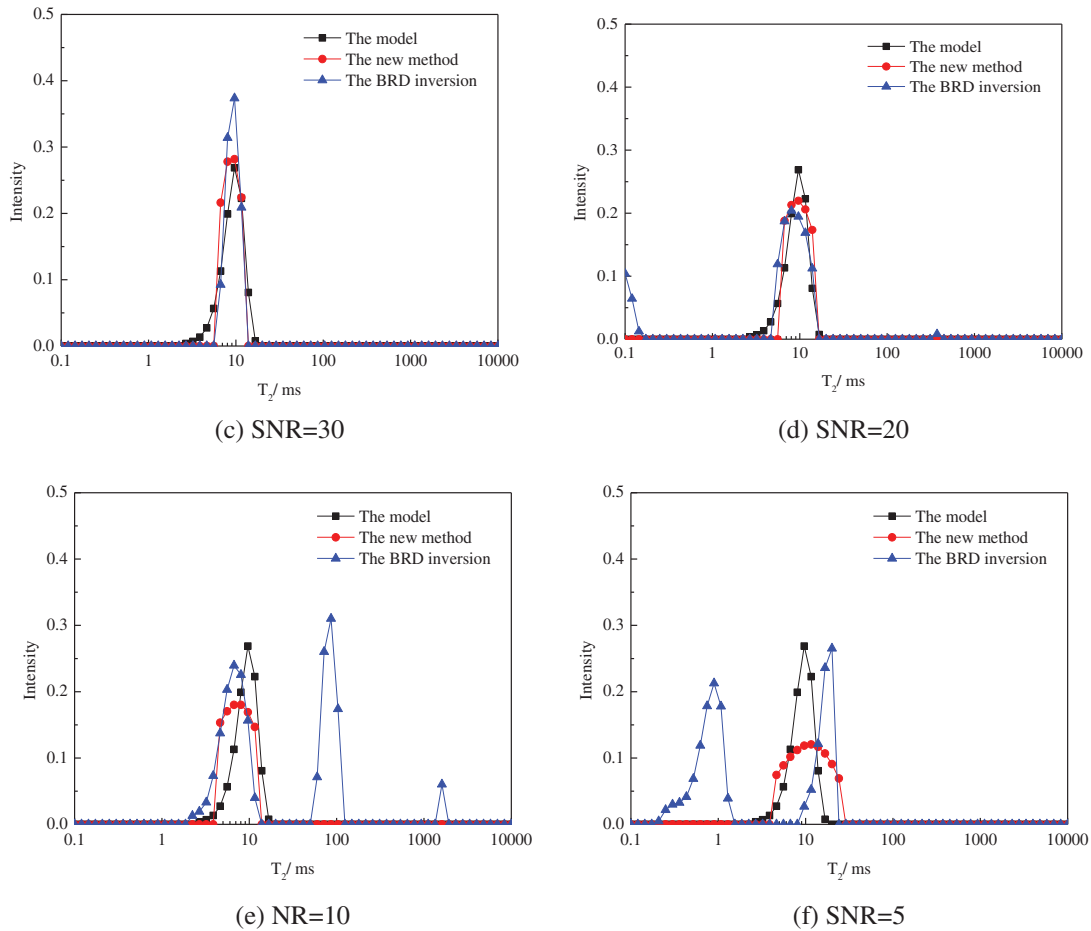 0.5
0.4
0.3
0.2
0.1
0.0
Intensity
The model
The new method
The BRD inversion
0.1 1 10 100 1000 10000
T2/ ms
(c) SNR=30
0.5
0.4
0.3
0.2
0.1
0.0
Intensity
The model
The new method
The BRD inversion
0.1 1 10 100 1000 10000
T2/ ms
(d) SNR=20
0.5
0.4
0.3
0.2
0.1
0.0
Intensity
The model
The new method
The BRD inversion
0.1 1 10 100 1000 10000
T2/ ms
(e) NR=10
0.5
0.4
0.3
0.2
0.1
0.0
Intensity
The model
The new method
The BRD inversion
0.1 1 10 100 1000 10000
T2/ ms
(f) SNR=5